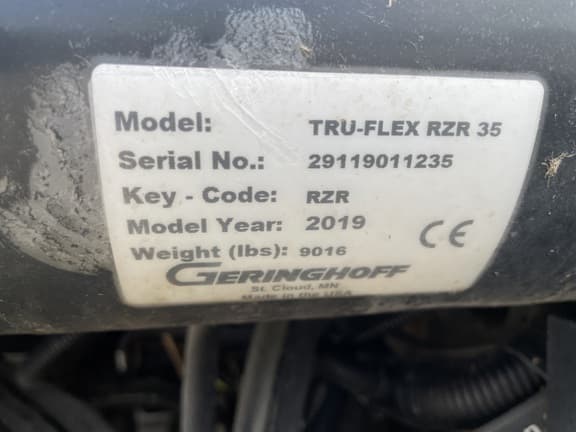 Model: TRU-FLEX RZR 35
Serial No.: 29119011235
Key - Code: RZR
Model Year: 2019
Weight (lbs): 9016
CE
GERINGHOFF
St. Cloud, MN
Made in the USA